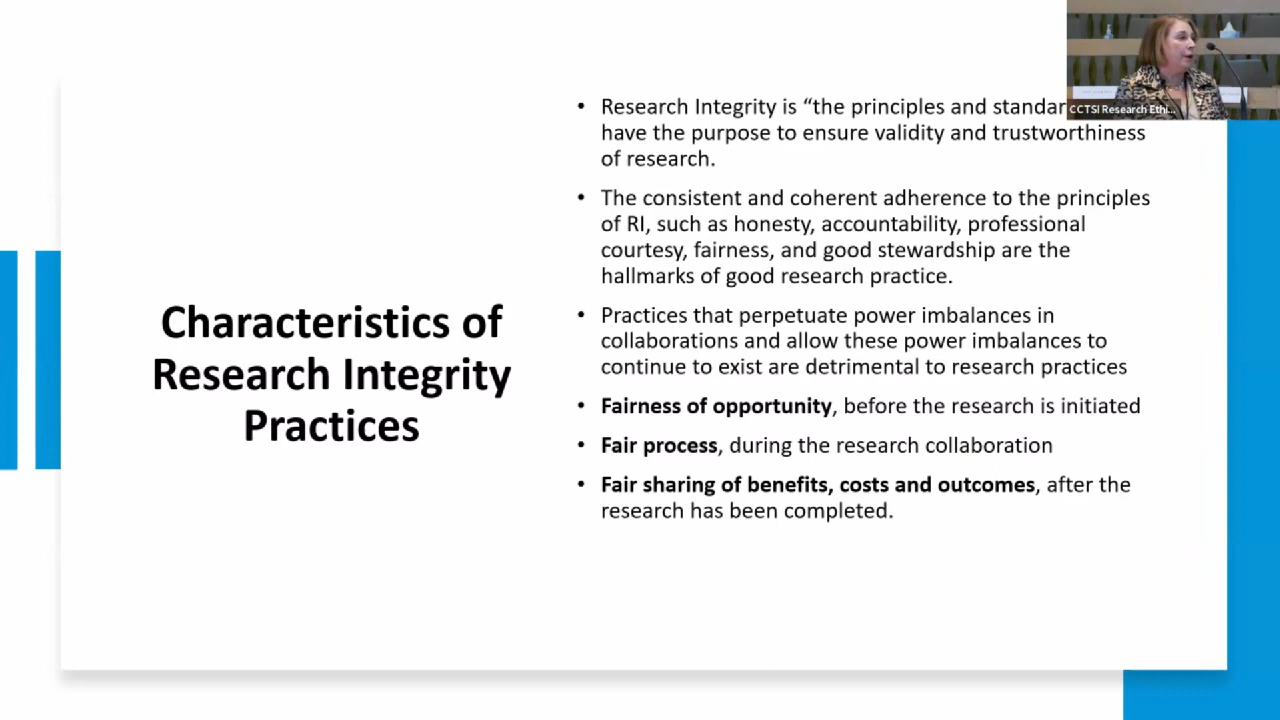 Characteristics of
Research Integrity
Practices
• Research Integrity is “the principles and
have the purpose to ensure validity and trustworthiness
of research.
• The consistent and coherent adherence to the principles
of RI, such as honesty, accountability, professional
courtesy, fairness, and good stewardship are the
hallmarks of good research practice.
• Practices that perpetuate power imbalances in
collaborations and allow these power imbalances to
continue to exist are detrimental to research practices
• Fairness of opportunity, before the research is initiated
• Fair process, during the research collaboration
• Fair sharing of benefits, costs and outcomes, after the
research has been completed.
CCTSI Research Ethi...